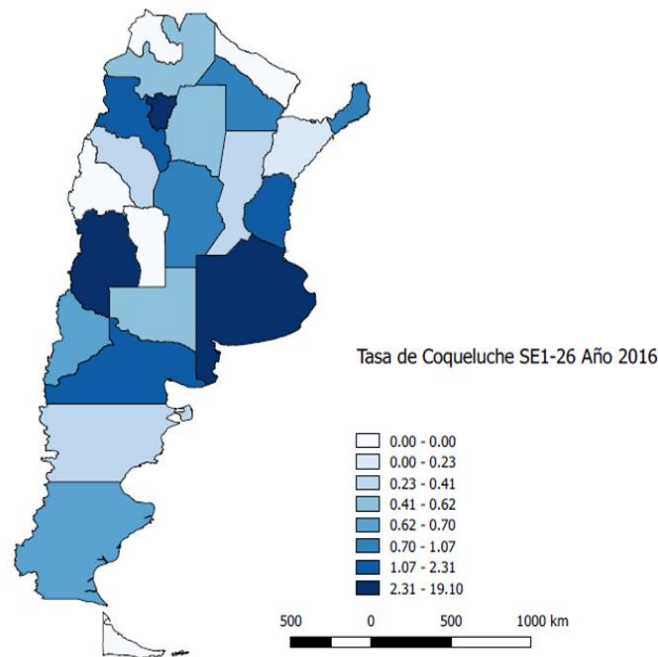 Tasa de Coqueluche SE1-26 Año 2016
0.00 - 0.00
0.00 - 0.23
0.23 - 0.41
0.41 - 0.62
0.62 - 0.70
0.70 - 1.07
1.07 - 2.31
2.31 - 19.10
500 0 500 1000 km